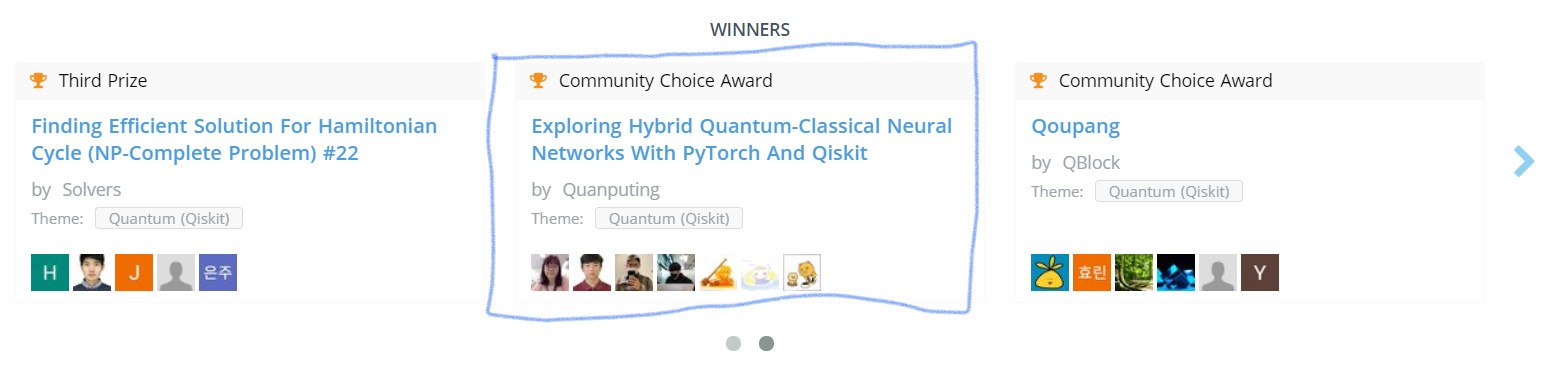 WINNERS
Third Prize
Finding Efficient Solution For Hamiltonian
Cycle (NP-Complete Problem) #22
by Solvers
Theme: Quantum (Qiskit)
H J 은주
Community Choice Award
Exploring Hybrid Quantum-Classical Neural
Networks With PyTorch And Qiskit
by Quanputing
Theme: Quantum (Qiskit)
Community Choice Award
Qoupang
by QBlock
Theme: Quantum (Qiskit)
효린 Y